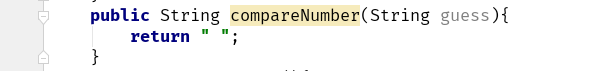 public String compareNumber(String guess){
return " ";
}